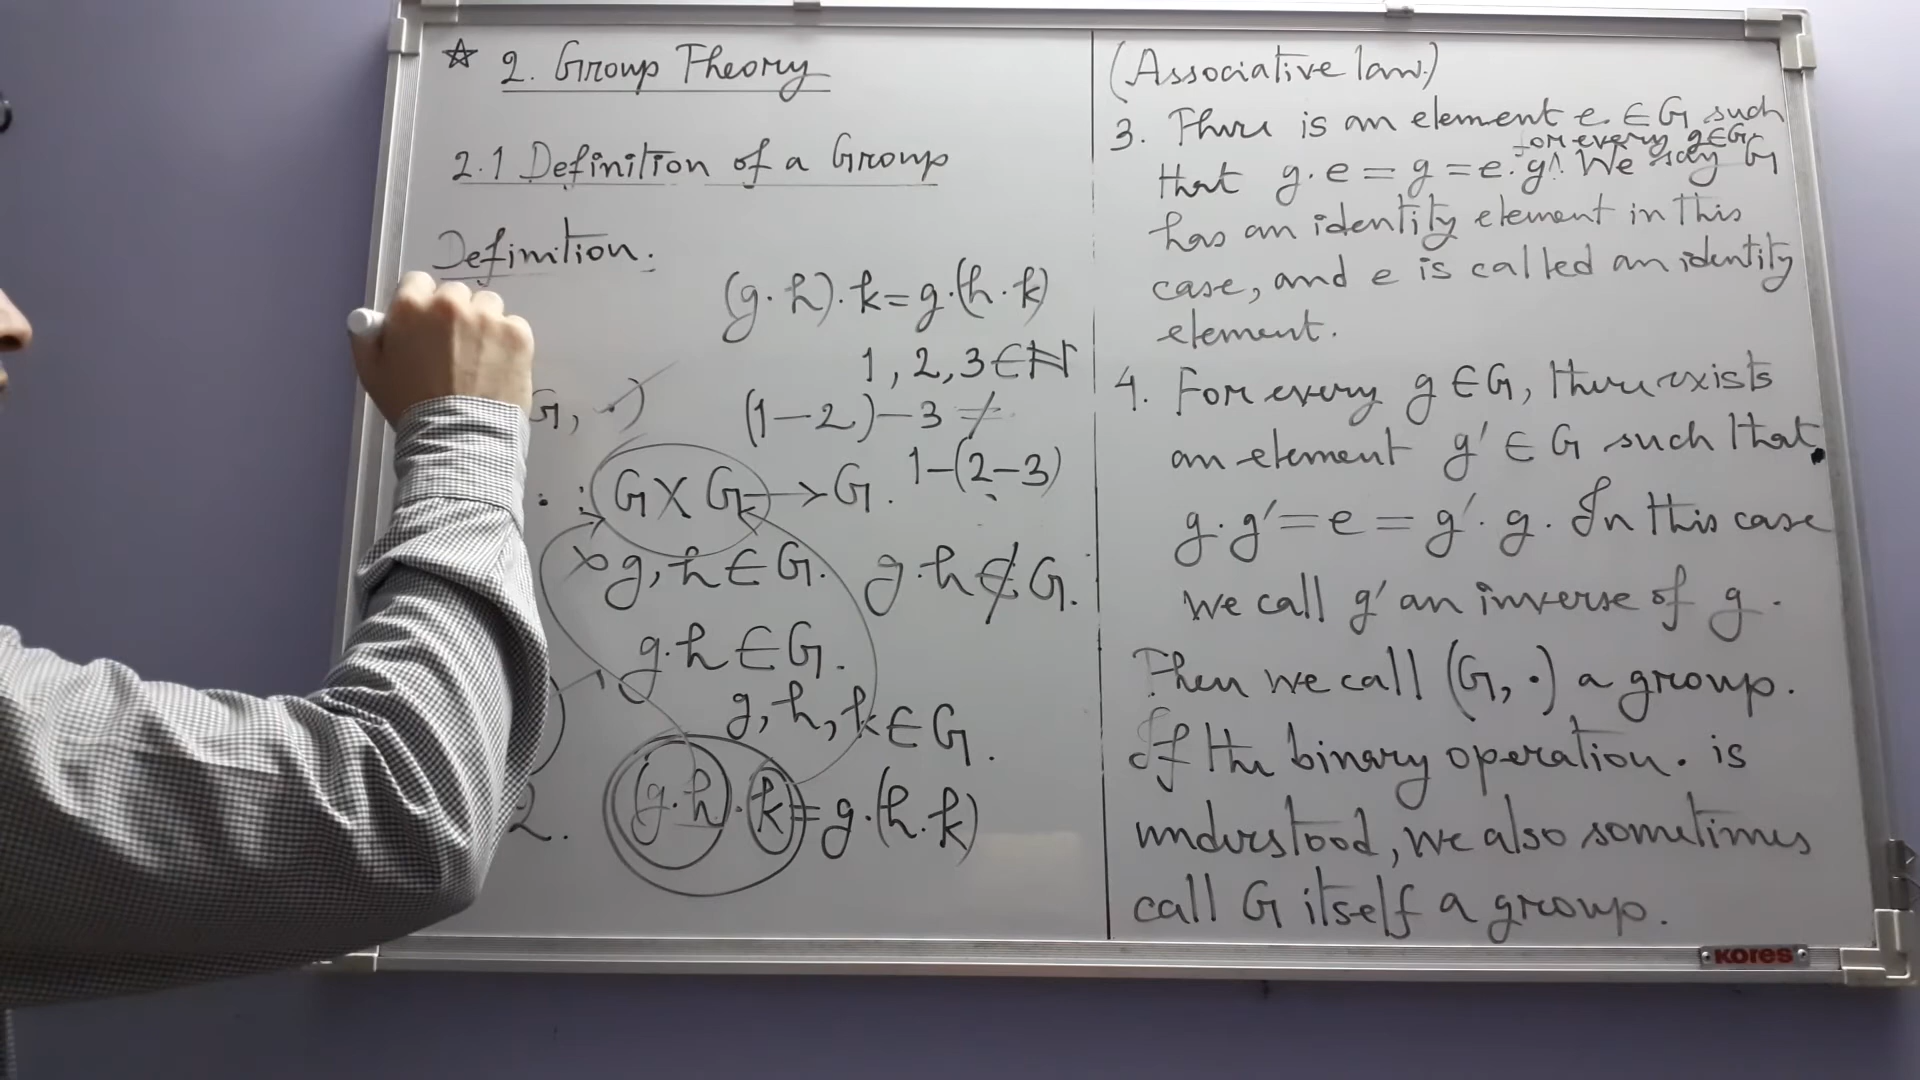 ☆ 2. Group Theory
2.1 Definition of a Group
Definition.
(g·h)·k=g·(h·k)
1, 2, 3∈ℕ
G, ·)
(1-2)-3≠
1-(2-3)
· : G×G→G.
g, h∈G. g·h∉G.
g·h∈G.
g, h, k∈G.
2. (g·h)·k=g·(h·k)
(Associative law.)
3. There is an element e ∈ G such
for every g∈G
that g·e = g = e·g^. We say G
has an identity element in this
case, and e is called an identity
element.
4. For every g∈G, there exists
an element g' ∈ G such that
g·g' = e = g'·g. In this case
we call g' an inverse of g.
Then we call (G, ·) a group.
If the binary operation · is
understood, we also sometimes
call G itself a group.
KORES